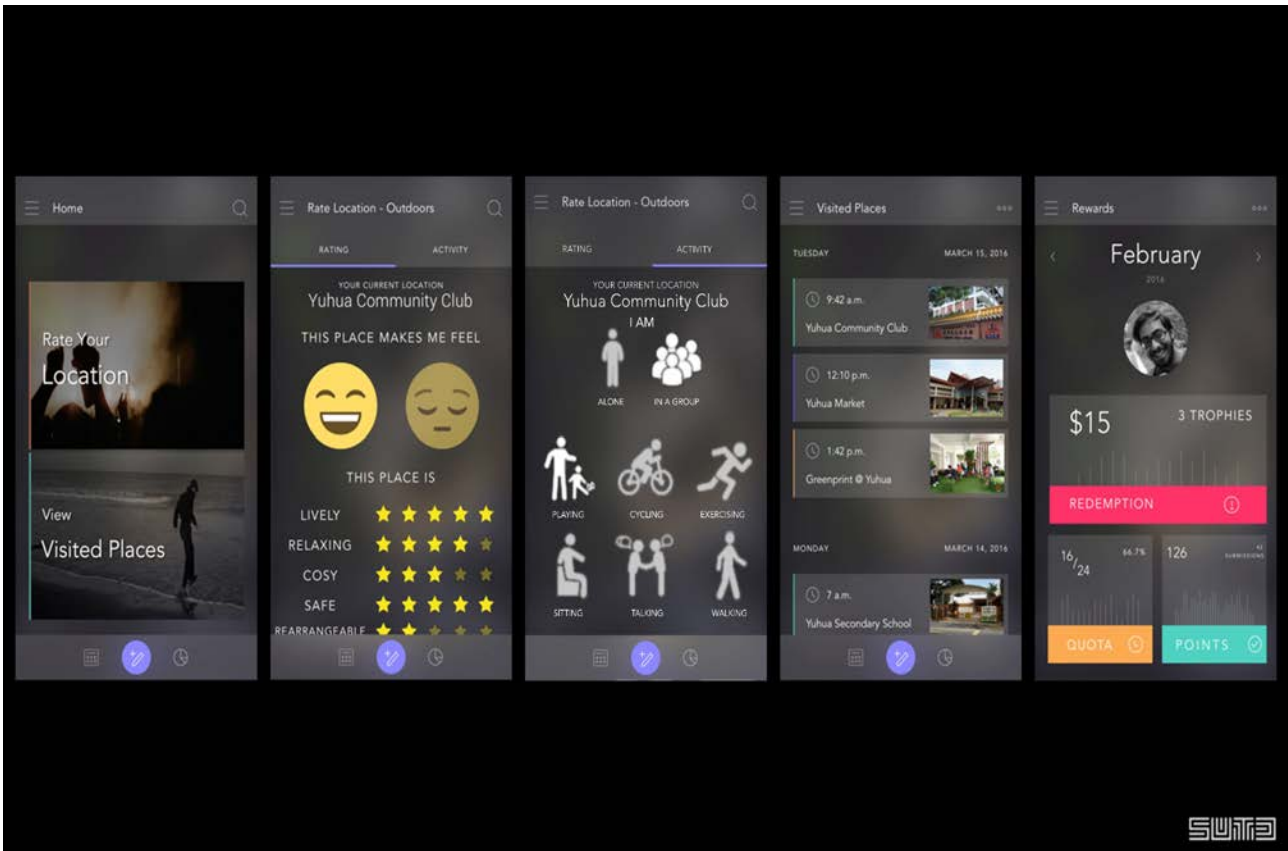 Home
Rate Your
Location
View
Visited Places
Rate Location - Outdoors
RATING ACTIVITY
YOUR CURRENT LOCATION
Yuhua Community Club
THIS PLACE MAKES ME FEEL
THIS PLACE IS
LIVELY
RELAXING
COSY
SAFE
REARRANGEABLE
Rate Location - Outdoors
RATING ACTIVITY
YOUR CURRENT LOCATION
Yuhua Community Club
I AM
ALONE IN A GROUP
PLAYING CYCLING EXERCISING
SITTING TALKING WALKING
Visited Places
TUESDAY MARCH 15, 2016
9:42 a.m.
Yuhua Community Club
12:10 p.m.
Yuhua Market
1:42 p.m.
Greenprint @ Yuhua
MONDAY MARCH 14, 2016
7 a.m.
Yuhua Secondary School
Rewards
February
2016
$15 3 TROPHIES
REDEMPTION
16/24 66.7%
QUOTA
126
SUBMISSIONS
POINTS
SUTD